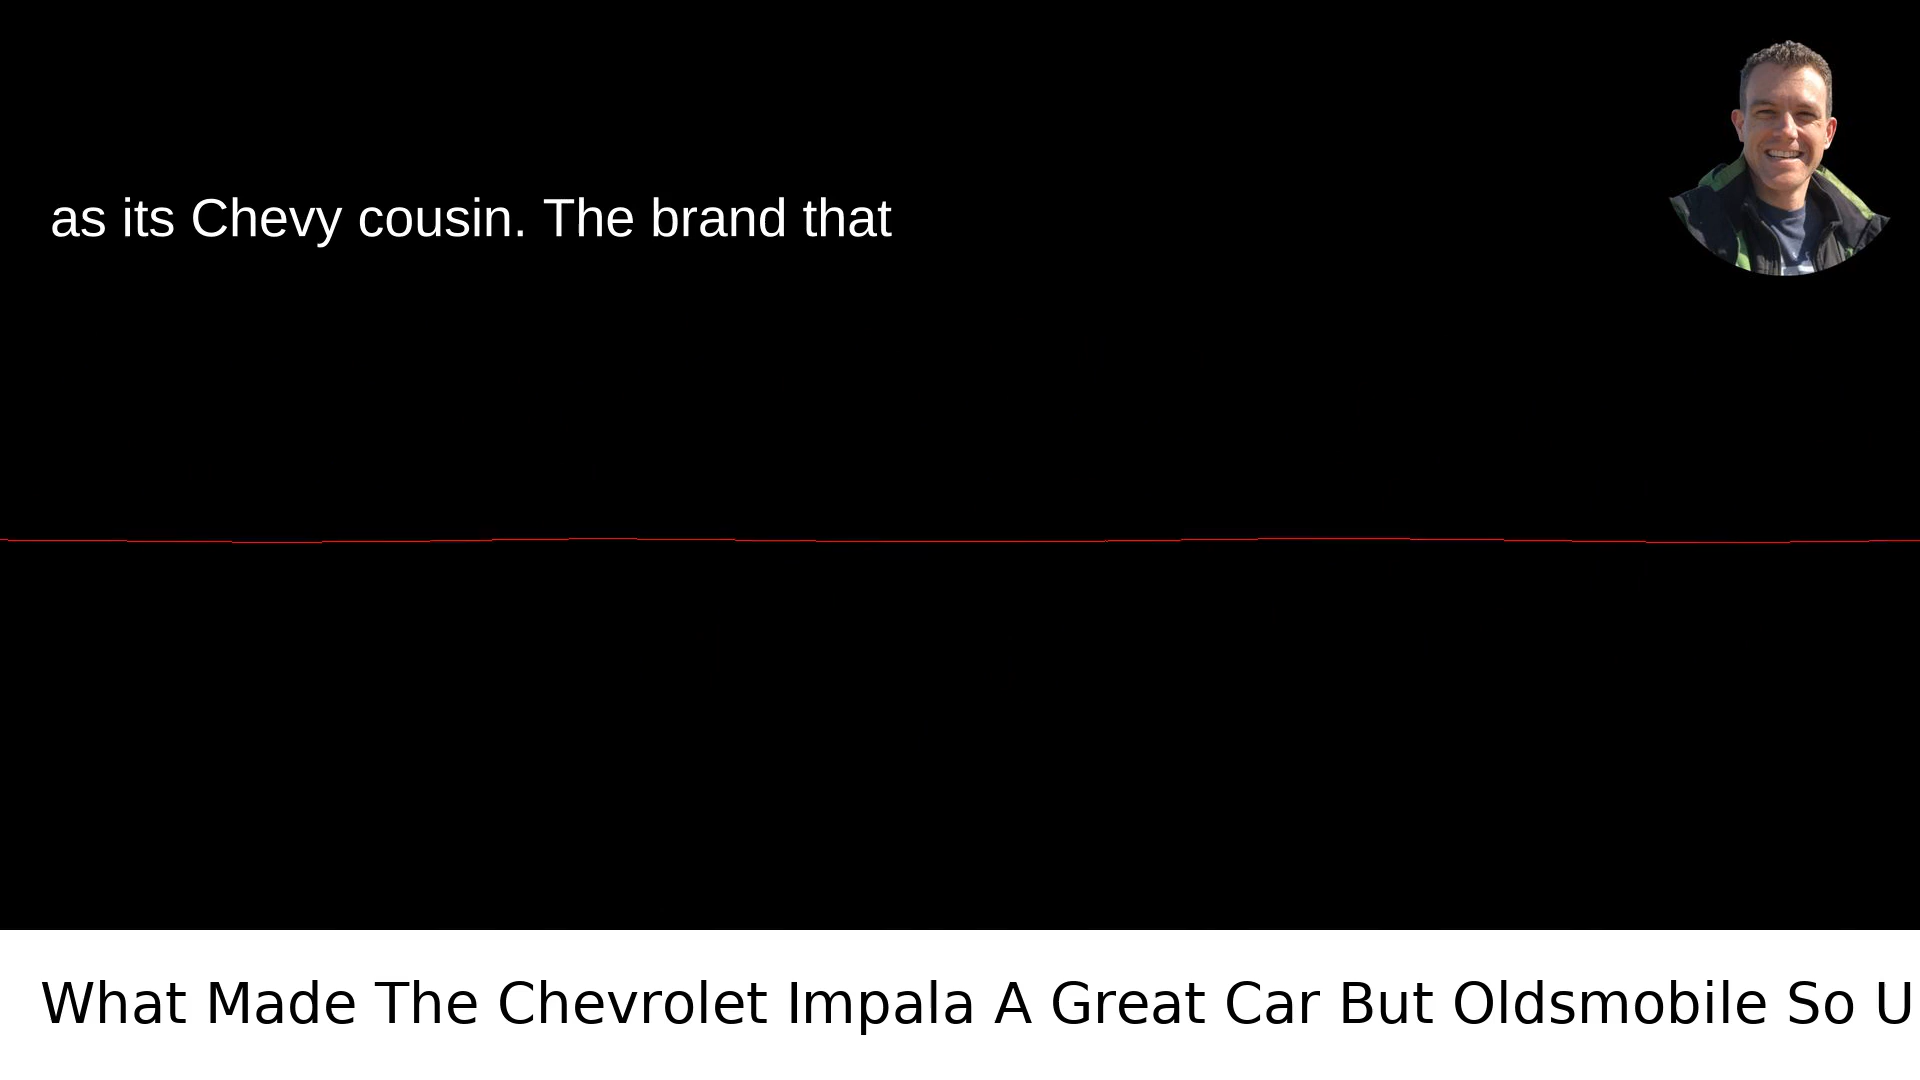 as its Chevy cousin. The brand that
What Made The Chevrolet Impala A Great Car But Oldsmobile So U